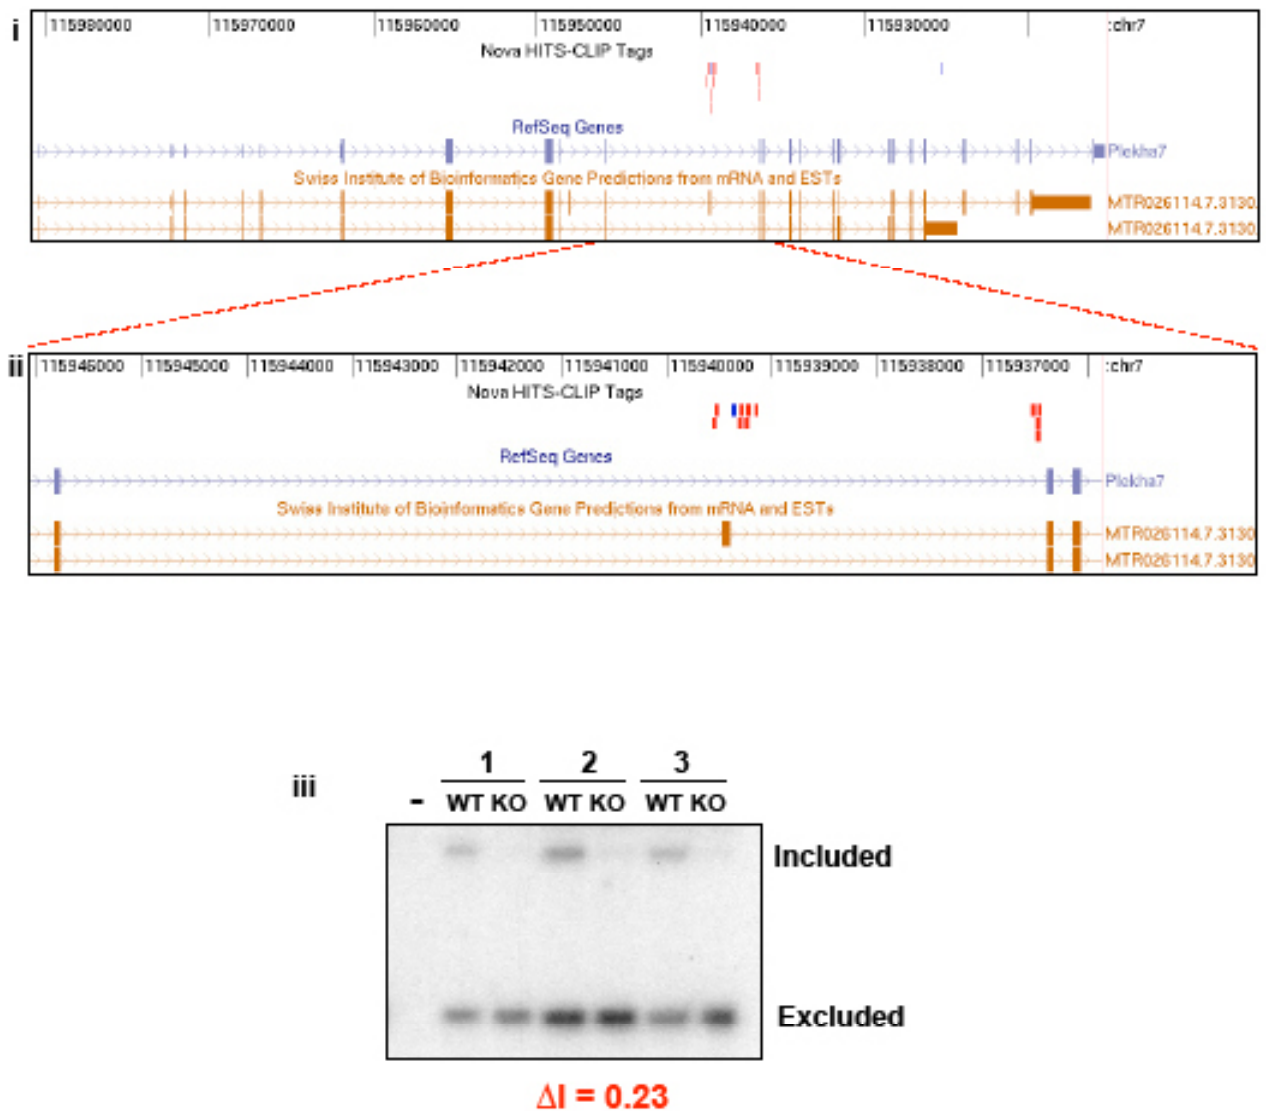 i
115980000 115970000 115960000 115950000 115940000 115930000 :chr7
Nova HITS-CLIP Tags
RefSeq Genes
Plekha7
Swiss Institute of Bioinformatics Gene Predictions from mRNA and ESTs
MTR026114.7.3130.
MTR026114.7.3130.
ii
115946000 115945000 115944000 115943000 115942000 115941000 115940000 115939000 115938000 115937000 :chr7
Nova HITS-CLIP Tags
RefSeq Genes
Plekha7
Swiss Institute of Bioinformatics Gene Predictions from mRNA and ESTs
MTR026114.7.3130
MTR026114.7.3130
iii
1 2 3
- WT KO WT KO WT KO
Included
Excluded
ΔI = 0.23